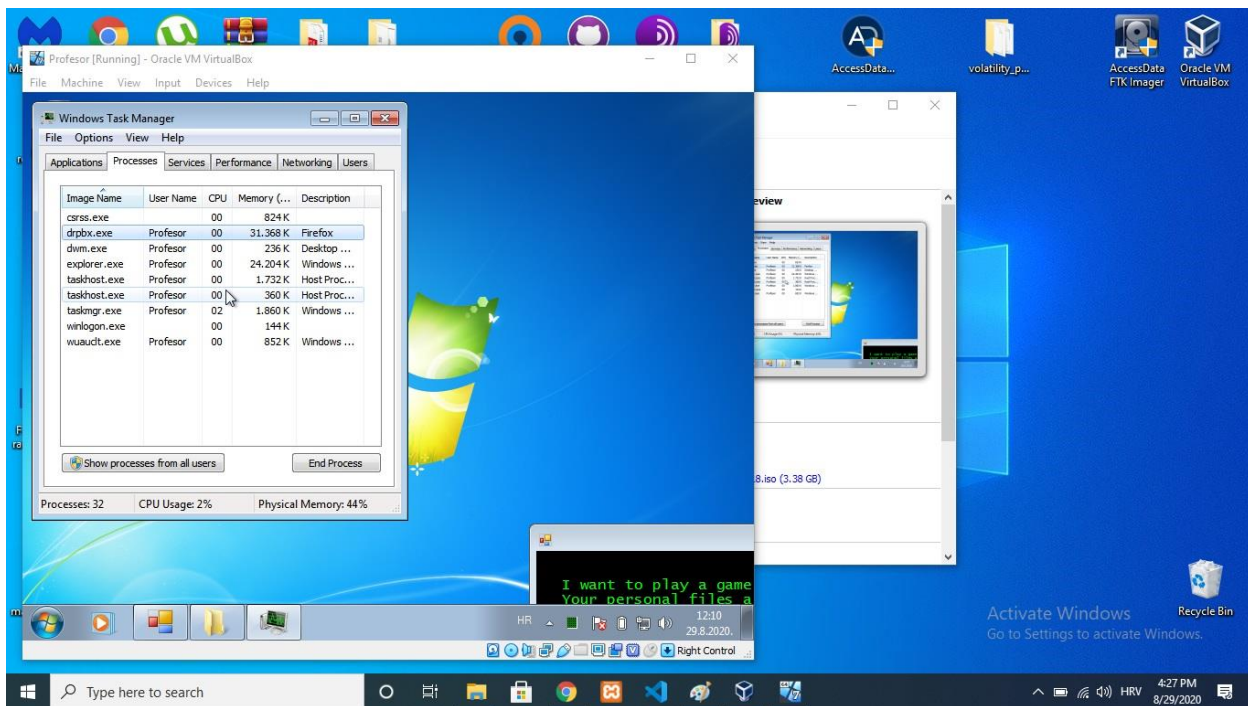 Profesor [Running] - Oracle VM VirtualBox
File Machine View Input Devices Help
Windows Task Manager
File Options View Help
Applications Processes Services Performance Networking Users
Image Name User Name CPU Memory (... Description
csrss.exe 00 824 K
drpbx.exe Profesor 00 31.368 K Firefox
dwm.exe Profesor 00 236 K Desktop ...
explorer.exe Profesor 00 24.204 K Windows ...
taskhost.exe Profesor 00 1.732 K Host Proc...
taskhost.exe Profesor 00 360 K Host Proc...
taskmgr.exe Profesor 02 1.860 K Windows ...
winlogon.exe 00 144 K
wuauclt.exe Profesor 00 852 K Windows ...
Show processes from all users End Process
Processes: 32 CPU Usage: 2% Physical Memory: 44%
I want to play a game
Your personal files a
HR 12:10
29.8.2020.
Right Control
eview
8.iso (3.38 GB)
AccessData...
volatility_p...
AccessData
FTK Imager
Oracle VM
VirtualBox
Recycle Bin
Activate Windows
Go to Settings to activate Windows.
Type here to search
HRV 4:27 PM
8/29/2020